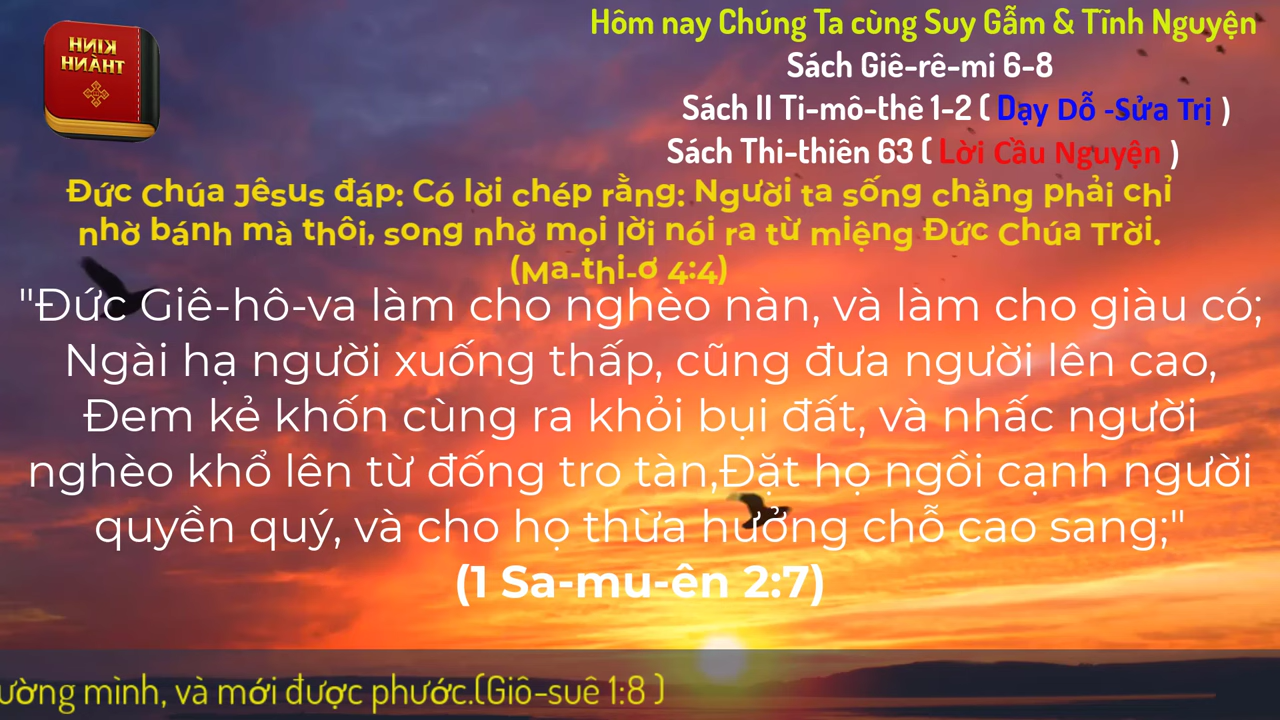 KINH
THÁNH
Hôm nay Chúng Ta cùng Suy Gẫm & Tĩnh Nguyện
Sách Giê-rê-mi 6-8
Sách II Ti-mô-thê 1-2 ( Dạy Dỗ -Sửa Trị )
Sách Thi-thiên 63 ( Lời Cầu Nguyện )
Đức Chúa Jêsus đáp: Có lời chép rằng: Người ta sống chẳng phải chỉ
nhờ bánh mà thôi, song nhờ mọi lời nói ra từ miệng Đức Chúa Trời.
(Ma-thi-ơ 4:4)
"Đức Giê-hô-va làm cho nghèo nàn, và làm cho giàu có;
Ngài hạ người xuống thấp, cũng đưa người lên cao,
Đem kẻ khốn cùng ra khỏi bụi đất, và nhấc người
nghèo khổ lên từ đống tro tàn,Đặt họ ngồi cạnh người
quyền quý, và cho họ thừa hưởng chỗ cao sang;"
(1 Sa-mu-ên 2:7)
ường mình, và mới được phước.(Giô-suê 1:8 )